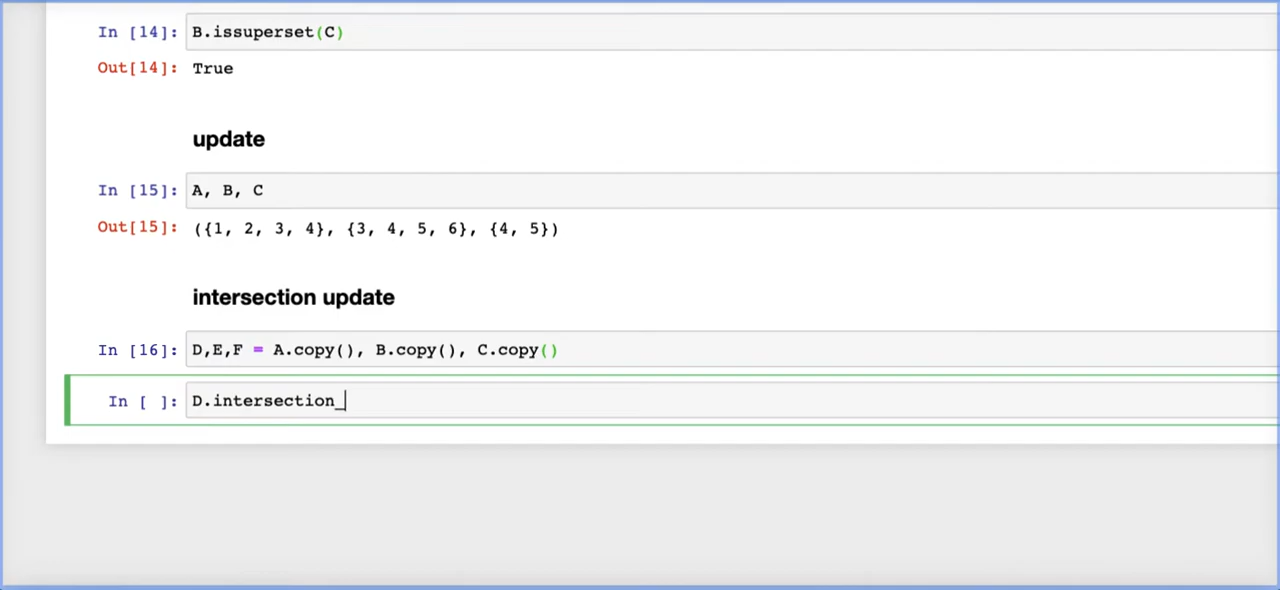 In [14]: B.issuperset(C)
Out[14]: True
update
In [15]: A, B, C
Out[15]: ({1, 2, 3, 4}, {3, 4, 5, 6}, {4, 5})
intersection update
In [16]: D,E,F = A.copy(), B.copy(), C.copy()
In [ ]: D.intersection_